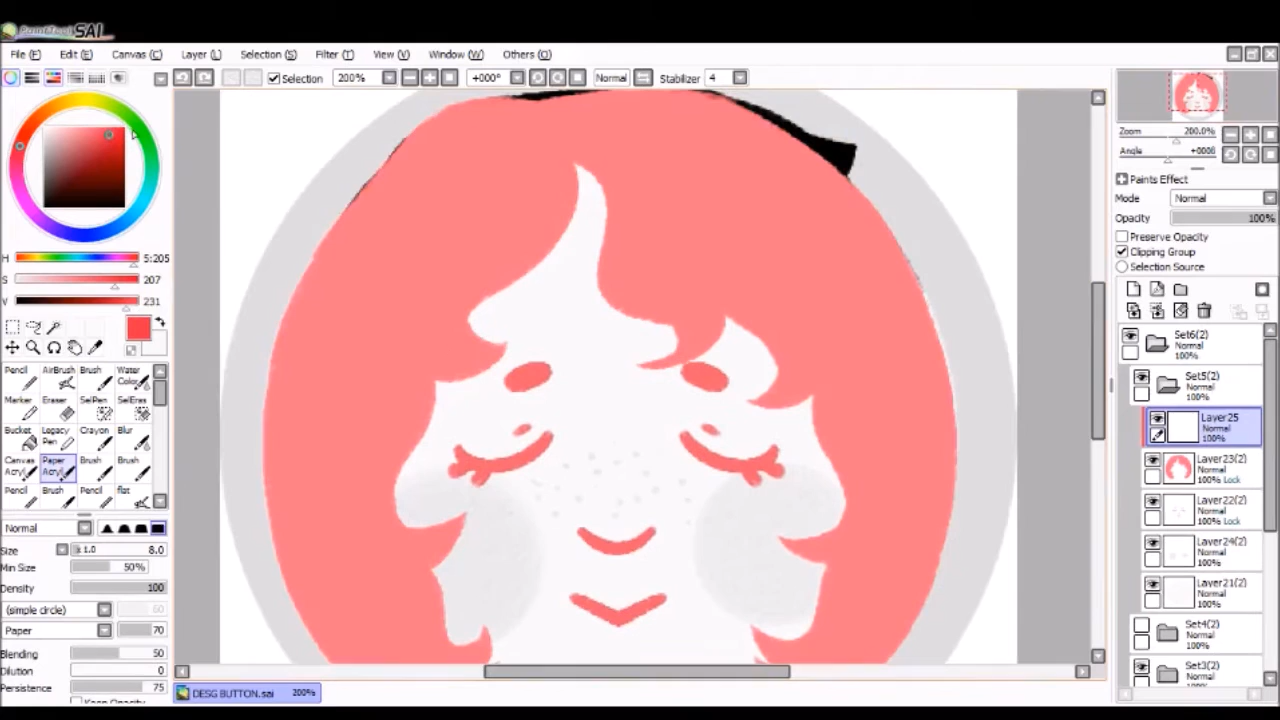 PaintTool SAI
File (F) Edit (E) Canvas (C) Layer (L) Selection (S) Filter (T) View (V) Window (W) Others (O)
Selection 200% +000° Normal Stabilizer 4
Zoom 200.0%
Angle +0008
Paints Effect
Mode Normal
Opacity 100%
Preserve Opacity
Clipping Group
Selection Source
H 5:205
S 207
V 231
Pencil AirBrush Brush Water Color
Marker Eraser SelPen SelEras
Bucket Legacy Pen Crayon Blur
Canvas Acryl Paper Acryl Brush Brush
Pencil Brush Pencil flat
Normal
Size x 1.0 8.0
Min Size 50%
Density 100
(simple circle) 60
Paper 70
Blending 50
Dilution 0
Persistence 75
Keep Opacity
Set6(2)
Normal
100%
Set5(2)
Normal
100%
Layer25
Normal
100%
Layer23(2)
Normal
100% Lock
Layer22(2)
Normal
100% Lock
Layer24(2)
Normal
100%
Layer21(2)
Normal
100%
Set4(2)
Normal
100%
Set3(2)
Normal
DESG BUTTON.sai 200%